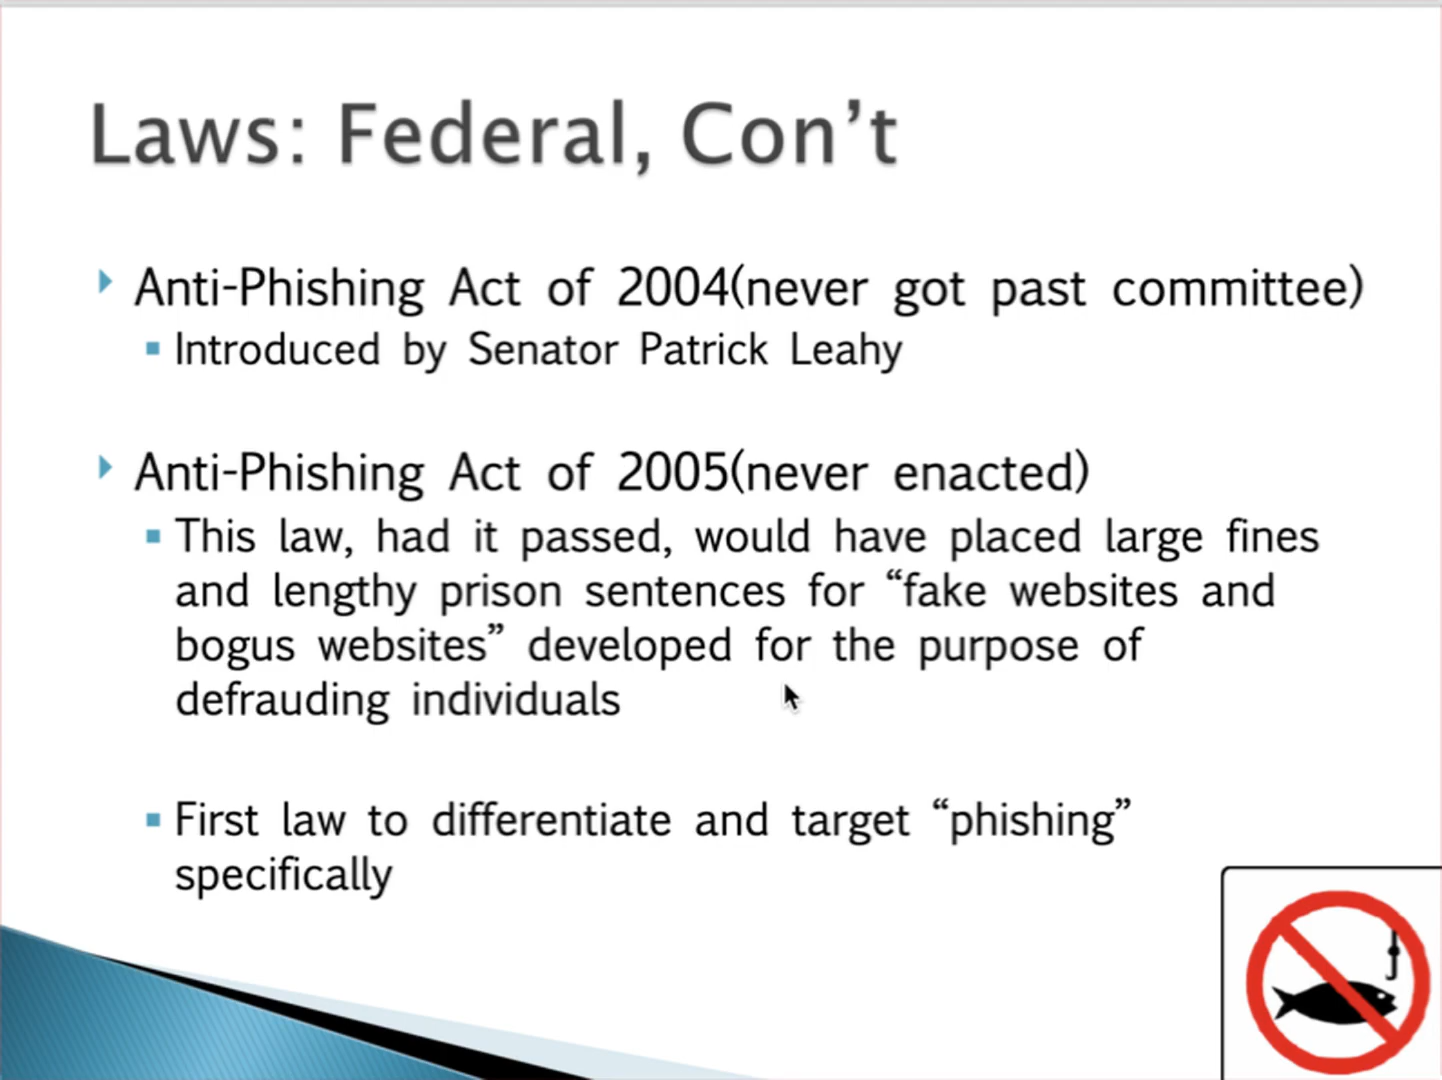 Laws: Federal, Con’t
Anti-Phishing Act of 2004(never got past committee)
Introduced by Senator Patrick Leahy
Anti-Phishing Act of 2005(never enacted)
This law, had it passed, would have placed large fines
and lengthy prison sentences for “fake websites and
bogus websites” developed for the purpose of
defrauding individuals
First law to differentiate and target “phishing”
specifically